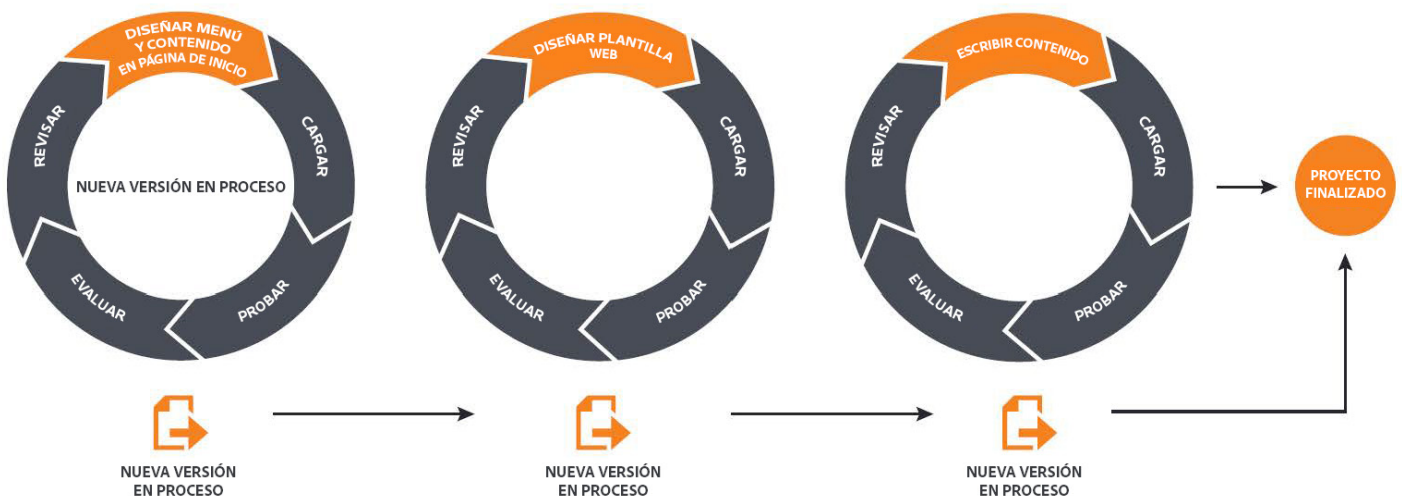 DISEÑAR MENÚ
Y CONTENIDO
EN PÁGINA DE INICIO
CARGAR
PROBAR
EVALUAR
REVISAR
NUEVA VERSIÓN EN PROCESO
DISEÑAR PLANTILLA
WEB
CARGAR
PROBAR
EVALUAR
REVISAR
ESCRIBIR CONTENIDO
CARGAR
PROBAR
EVALUAR
REVISAR
PROYECTO
FINALIZADO
NUEVA VERSIÓN
EN PROCESO
NUEVA VERSIÓN
EN PROCESO
NUEVA VERSIÓN
EN PROCESO